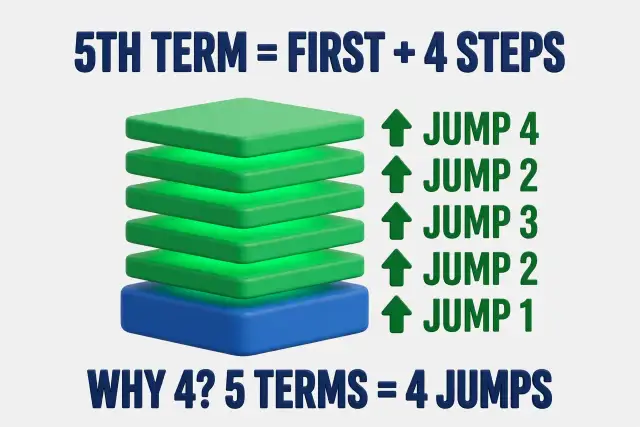 5TH TERM = FIRST + 4 STEPS
JUMP 4
JUMP 2
JUMP 3
JUMP 2
JUMP 1
WHY 4? 5 TERMS = 4 JUMPS